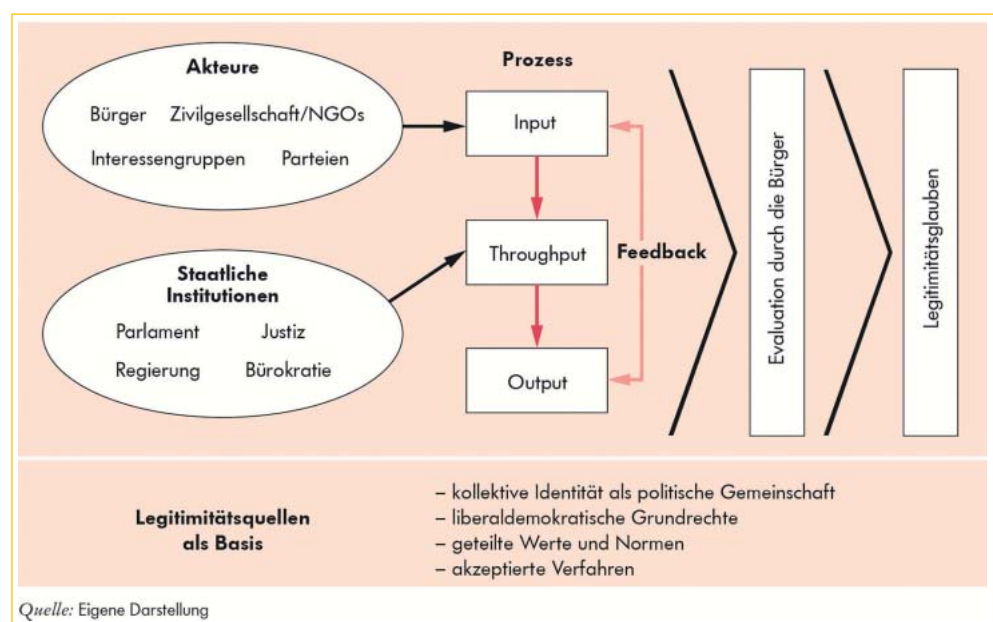 Akteure
Bürger Zivilgesellschaft/NGOs
Interessengruppen Parteien
Staatliche
Institutionen
Parlament Justiz
Regierung Bürokratie
Prozess
Input
Throughput
Output
Feedback
Evaluation durch die Bürger
Legitimitätsglauben
Legitimitätsquellen
als Basis
– kollektive Identität als politische Gemeinschaft
– liberaldemokratische Grundrechte
– geteilte Werte und Normen
– akzeptierte Verfahren
Quelle: Eigene Darstellung